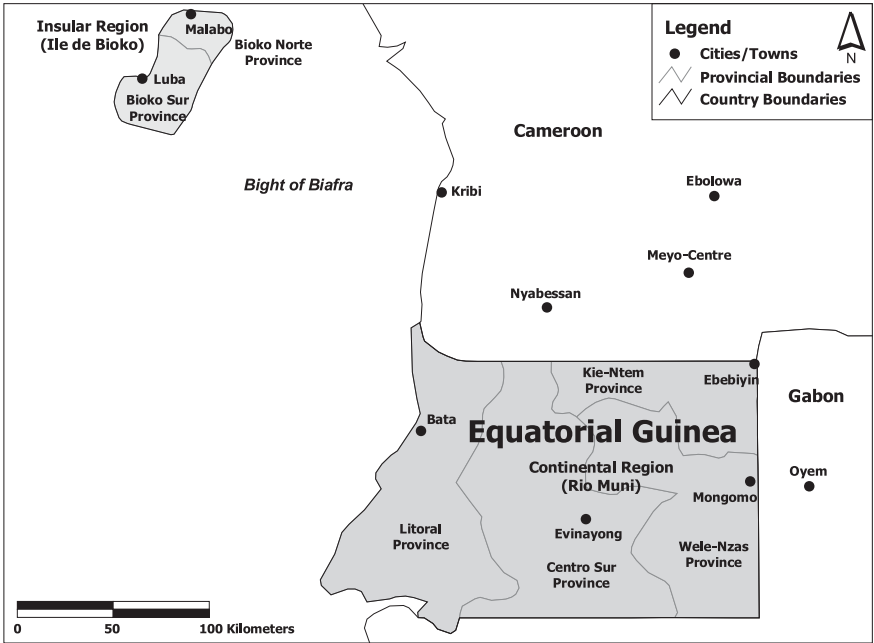 Insular Region
(Ile de Bioko)
Malabo
Bioko Norte
Province
Luba
Bioko Sur
Province
Legend
Cities/Towns
Provincial Boundaries
Country Boundaries
N
Cameroon
Bight of Biafra
Kribi
Ebolowa
Meyo-Centre
Nyabessan
Kie-Ntem
Province
Ebebiyin
Gabon
Bata
Equatorial Guinea
Continental Region
(Rio Muni)
Oyem
Mongomo
Evinayong
Litoral
Province
Wele-Nzas
Province
Centro Sur
Province
0 50 100 Kilometers